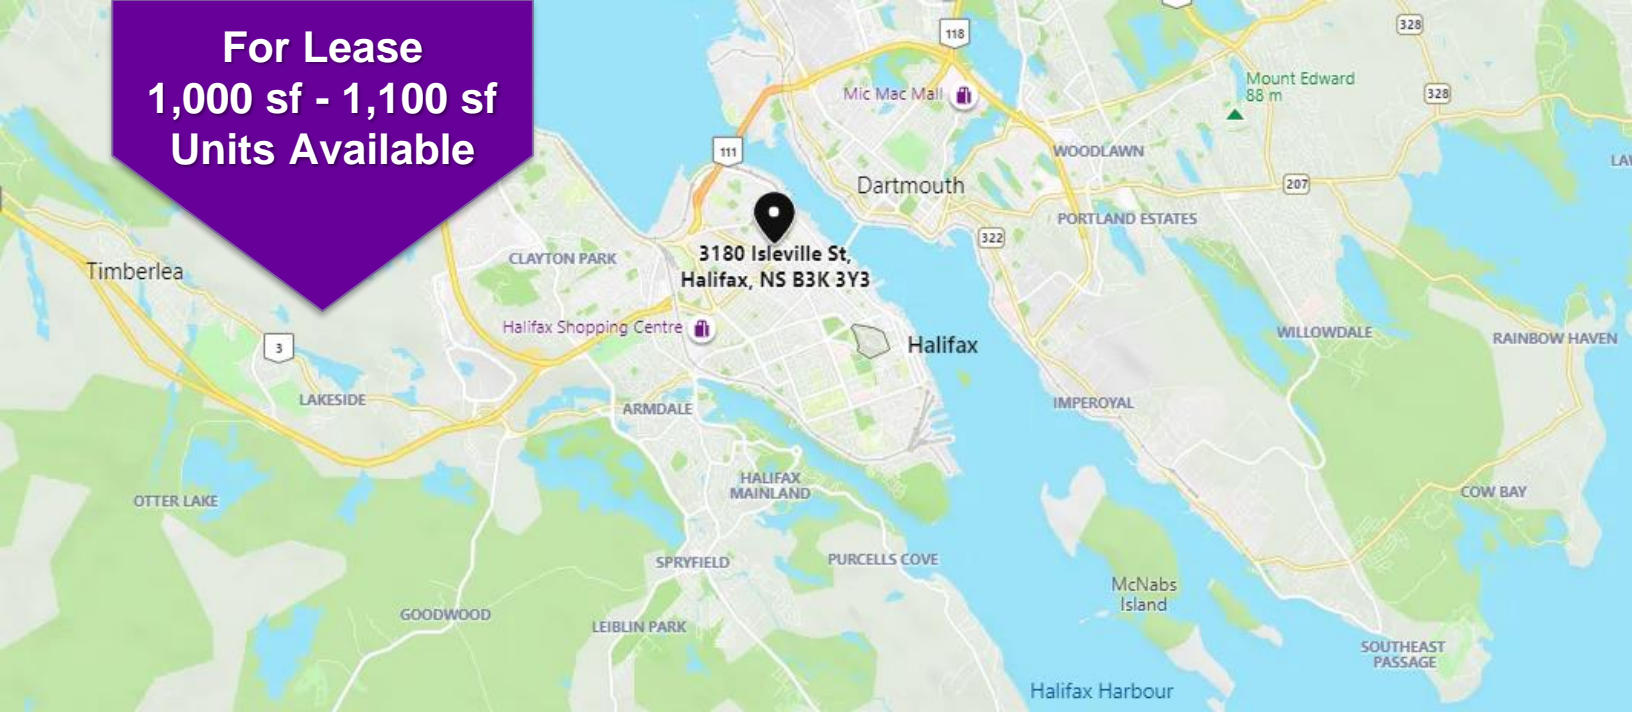 For Lease
1,000 sf - 1,100 sf
Units Available
118
328
Mount Edward
88 m
328
Mic Mac Mall
111
WOODLAWN
Dartmouth
207
PORTLAND ESTATES
322
3180 Isleville St,
Halifax, NS B3K 3Y3
CLAYTON PARK
Timberlea
Halifax Shopping Centre
3
Halifax
WILLOWDALE
RAINBOW HAVEN
LAKESIDE
ARMDALE
IMPEROYAL
HALIFAX
MAINLAND
OTTER LAKE
COW BAY
SPRYFIELD
PURCELLS COVE
McNabs
Island
GOODWOOD
LEIBLIN PARK
SOUTHEAST
PASSAGE
Halifax Harbour